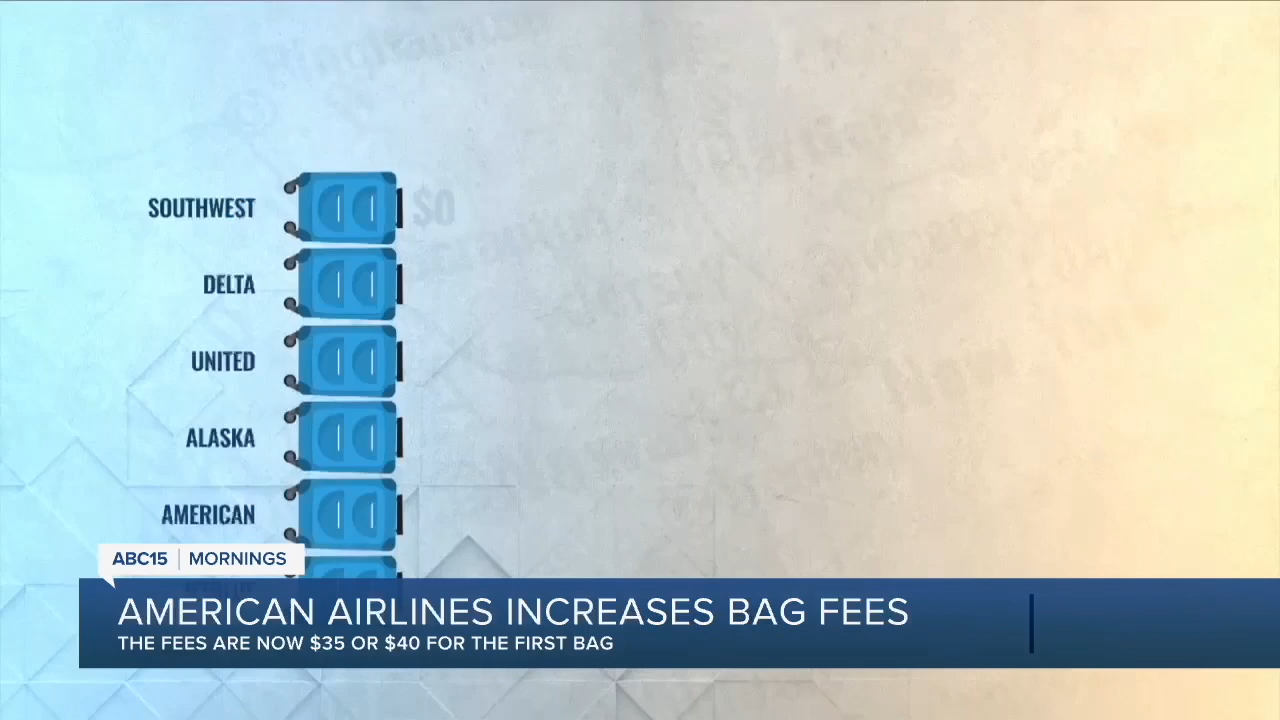 SOUTHWEST $0
DELTA
UNITED
ALASKA
AMERICAN
ABC15 MORNINGS
AMERICAN AIRLINES INCREASES BAG FEES
THE FEES ARE NOW $35 OR $40 FOR THE FIRST BAG